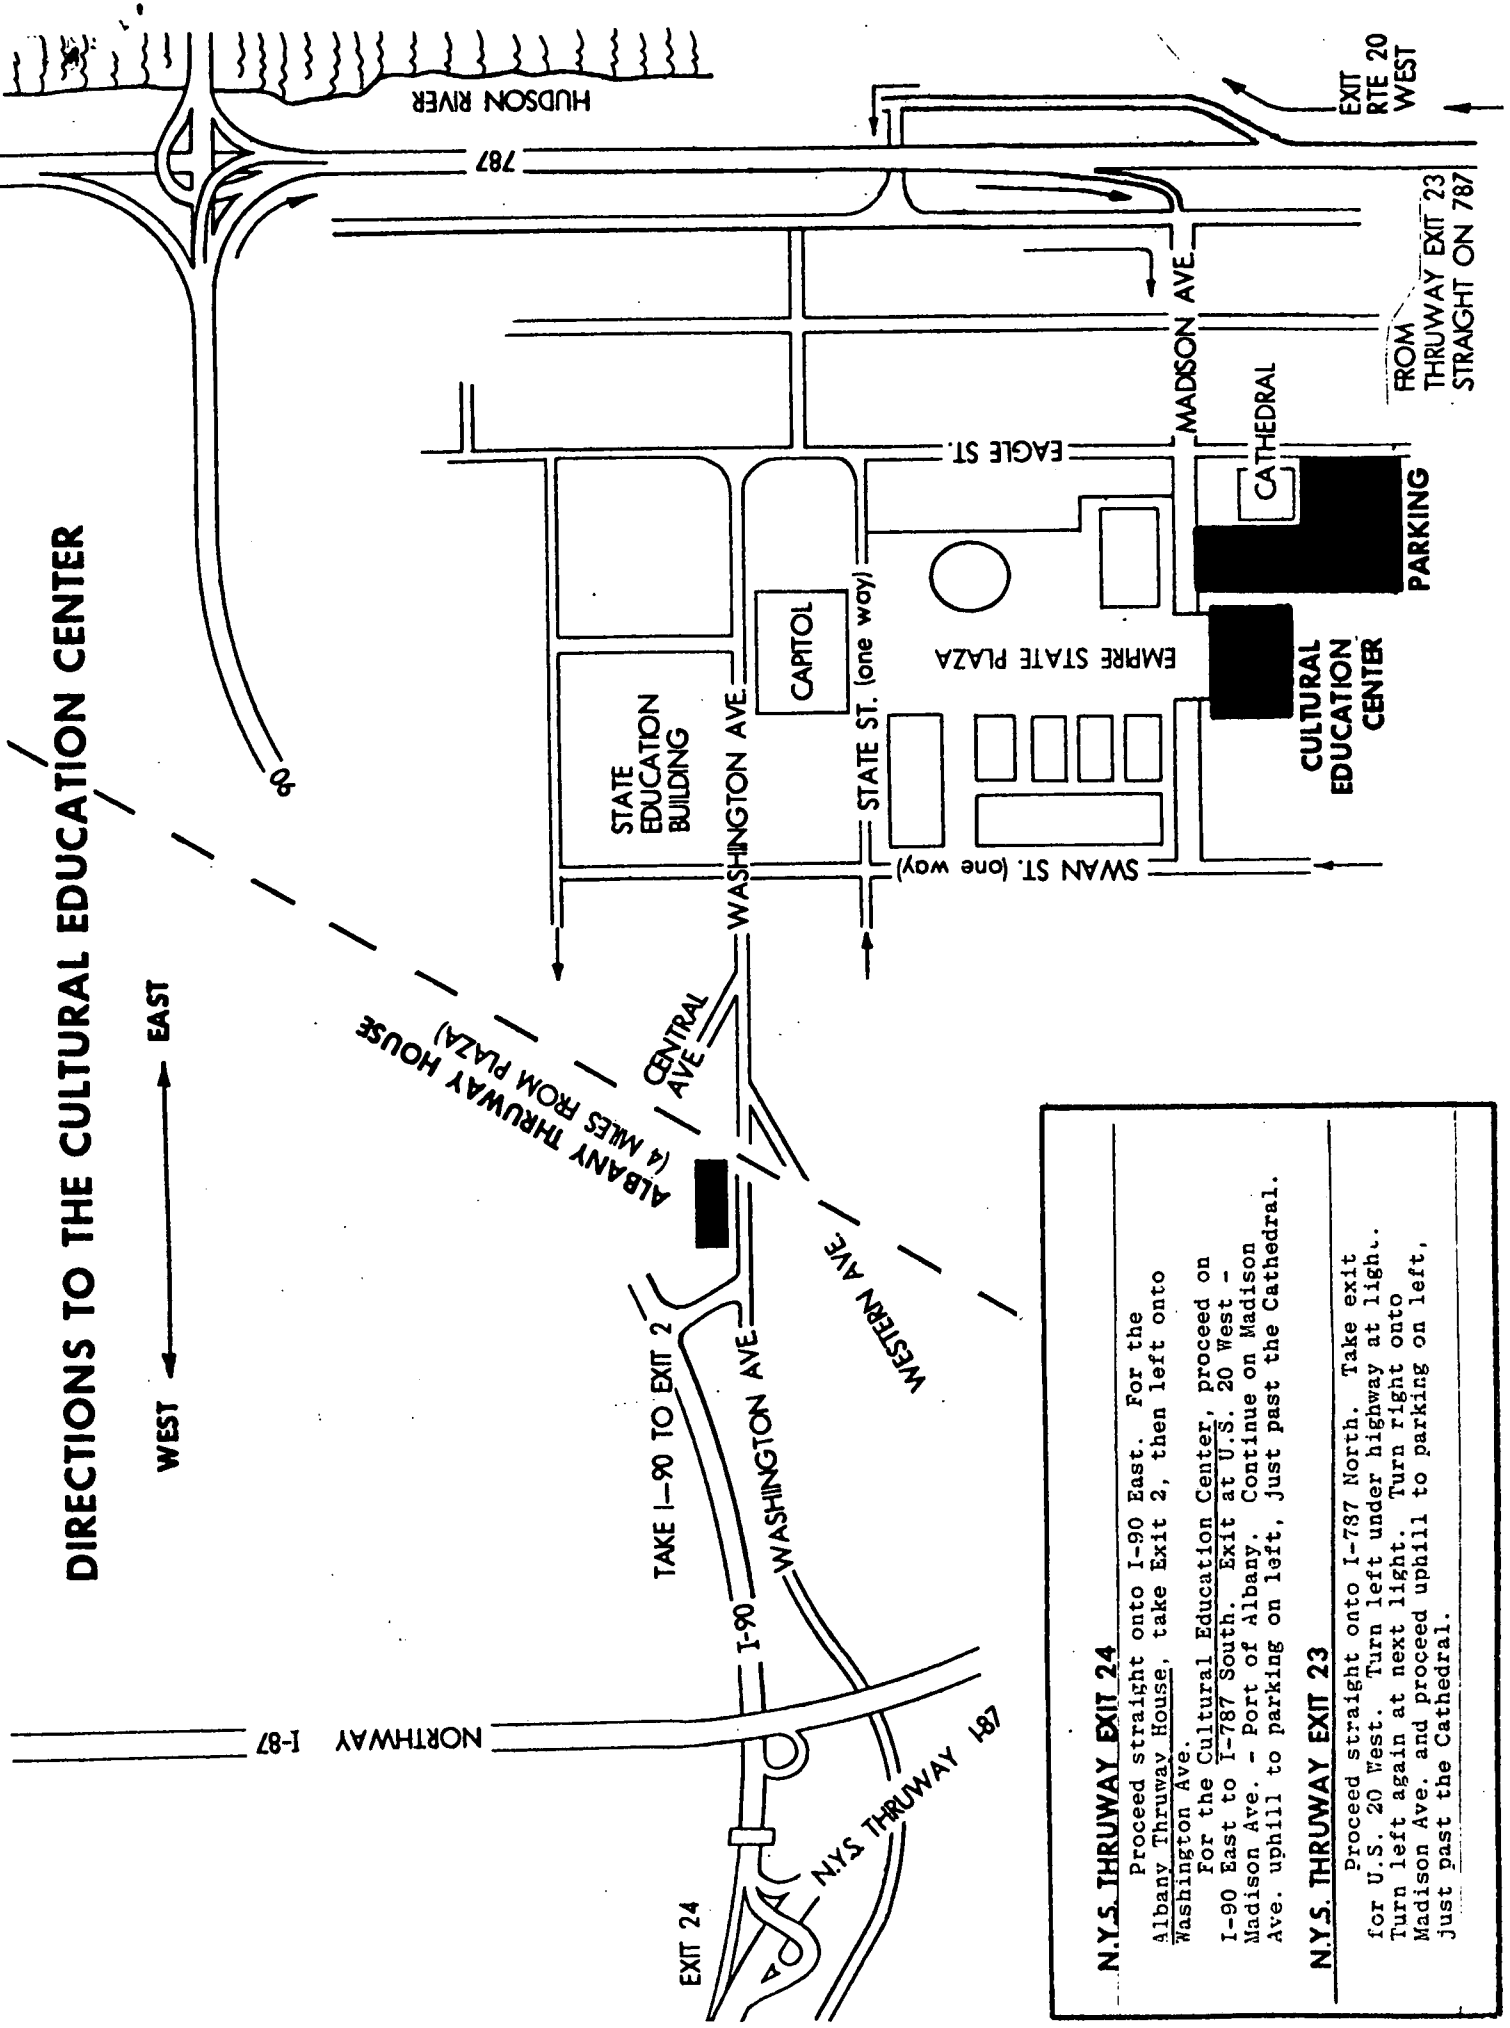 DIRECTIONS TO THE CULTURAL EDUCATION CENTER
WEST
EAST
HUDSON RIVER
787
90
ALBANY THRUWAY HOUSE
(4 MILES FROM PLAZA)
NORTHWAY I-87
EXIT 24
N.Y.S. THRUWAY I-87
I-90
TAKE I-90 TO EXIT 2
WASHINGTON AVE.
WESTERN AVE.
CENTRAL
AVE
WASHINGTON AVE.
STATE
EDUCATION
BUILDING
CAPITOL
STATE ST. (one way)
SWAN ST. (one way)
EMPIRE STATE PLAZA
EAGLE ST.
MADISON AVE.
CATHEDRAL
CULTURAL
EDUCATION
CENTER
PARKING
EXIT
RTE 20
WEST
FROM
THRUWAY EXIT 23
STRAIGHT ON 787
N.Y.S. THRUWAY EXIT 24
Proceed straight onto I-90 East. For the
Albany Thruway House, take Exit 2, then left onto
Washington Ave.
For the Cultural Education Center, proceed on
I-90 East to I-787 South. Exit at U.S. 20 West -
Madison Ave. - Port of Albany. Continue on Madison
Ave. uphill to parking on left, just past the Cathedral.
N.Y.S. THRUWAY EXIT 23
Proceed straight onto I-787 North. Take exit
for U.S. 20 West. Turn left under highway at light.
Turn left again at next light. Turn right onto
Madison Ave. and proceed uphill to parking on left,
just past the Cathedral.